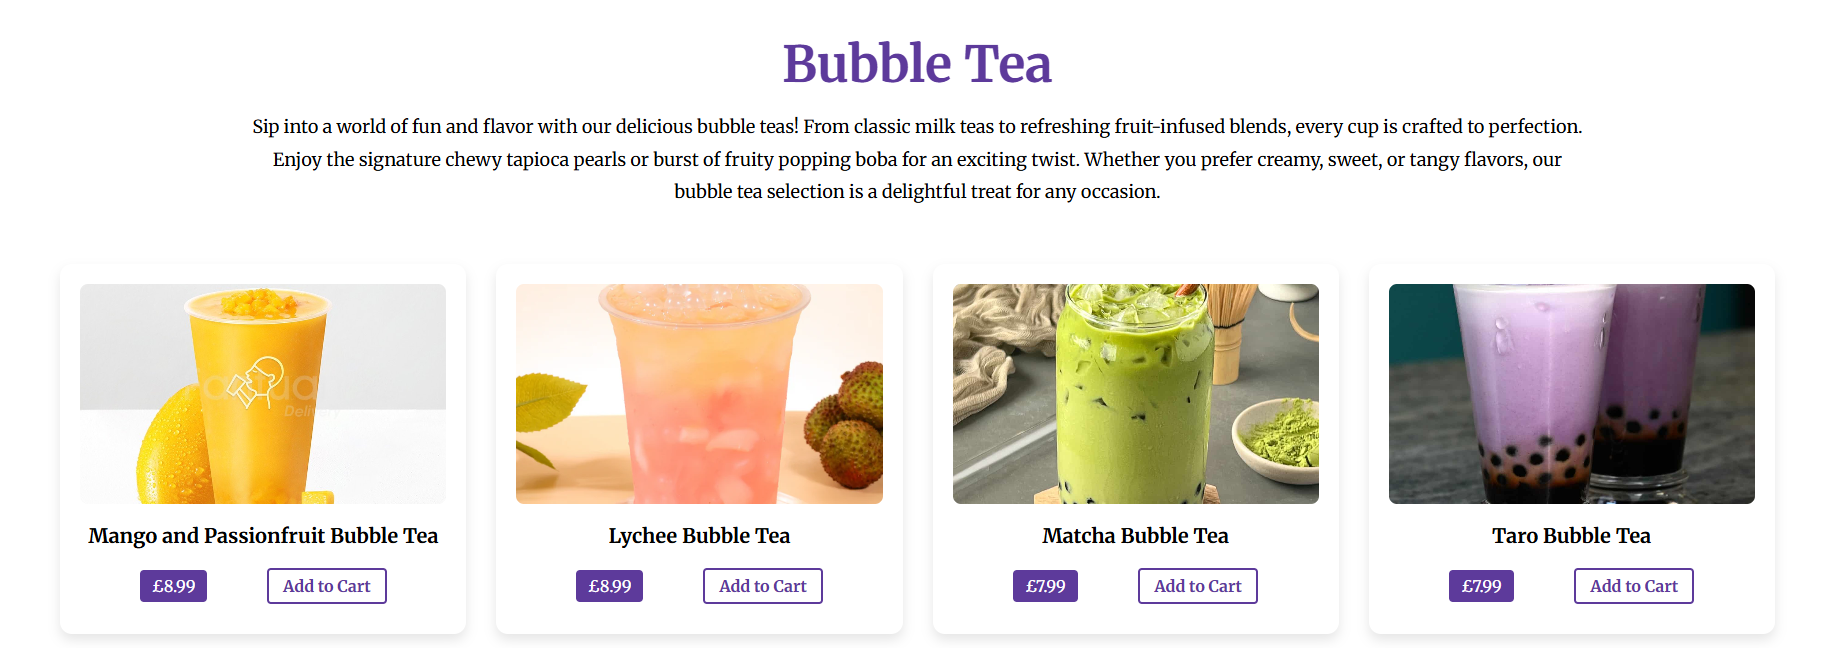 Bubble Tea
Sip into a world of fun and flavor with our delicious bubble teas! From classic milk teas to refreshing fruit-infused blends, every cup is crafted to perfection.
Enjoy the signature chewy tapioca pearls or burst of fruity popping boba for an exciting twist. Whether you prefer creamy, sweet, or tangy flavors, our
bubble tea selection is a delightful treat for any occasion.
Mango and Passionfruit Bubble Tea
£8.99
Add to Cart
Lychee Bubble Tea
£8.99
Add to Cart
Matcha Bubble Tea
£7.99
Add to Cart
Taro Bubble Tea
£7.99
Add to Cart